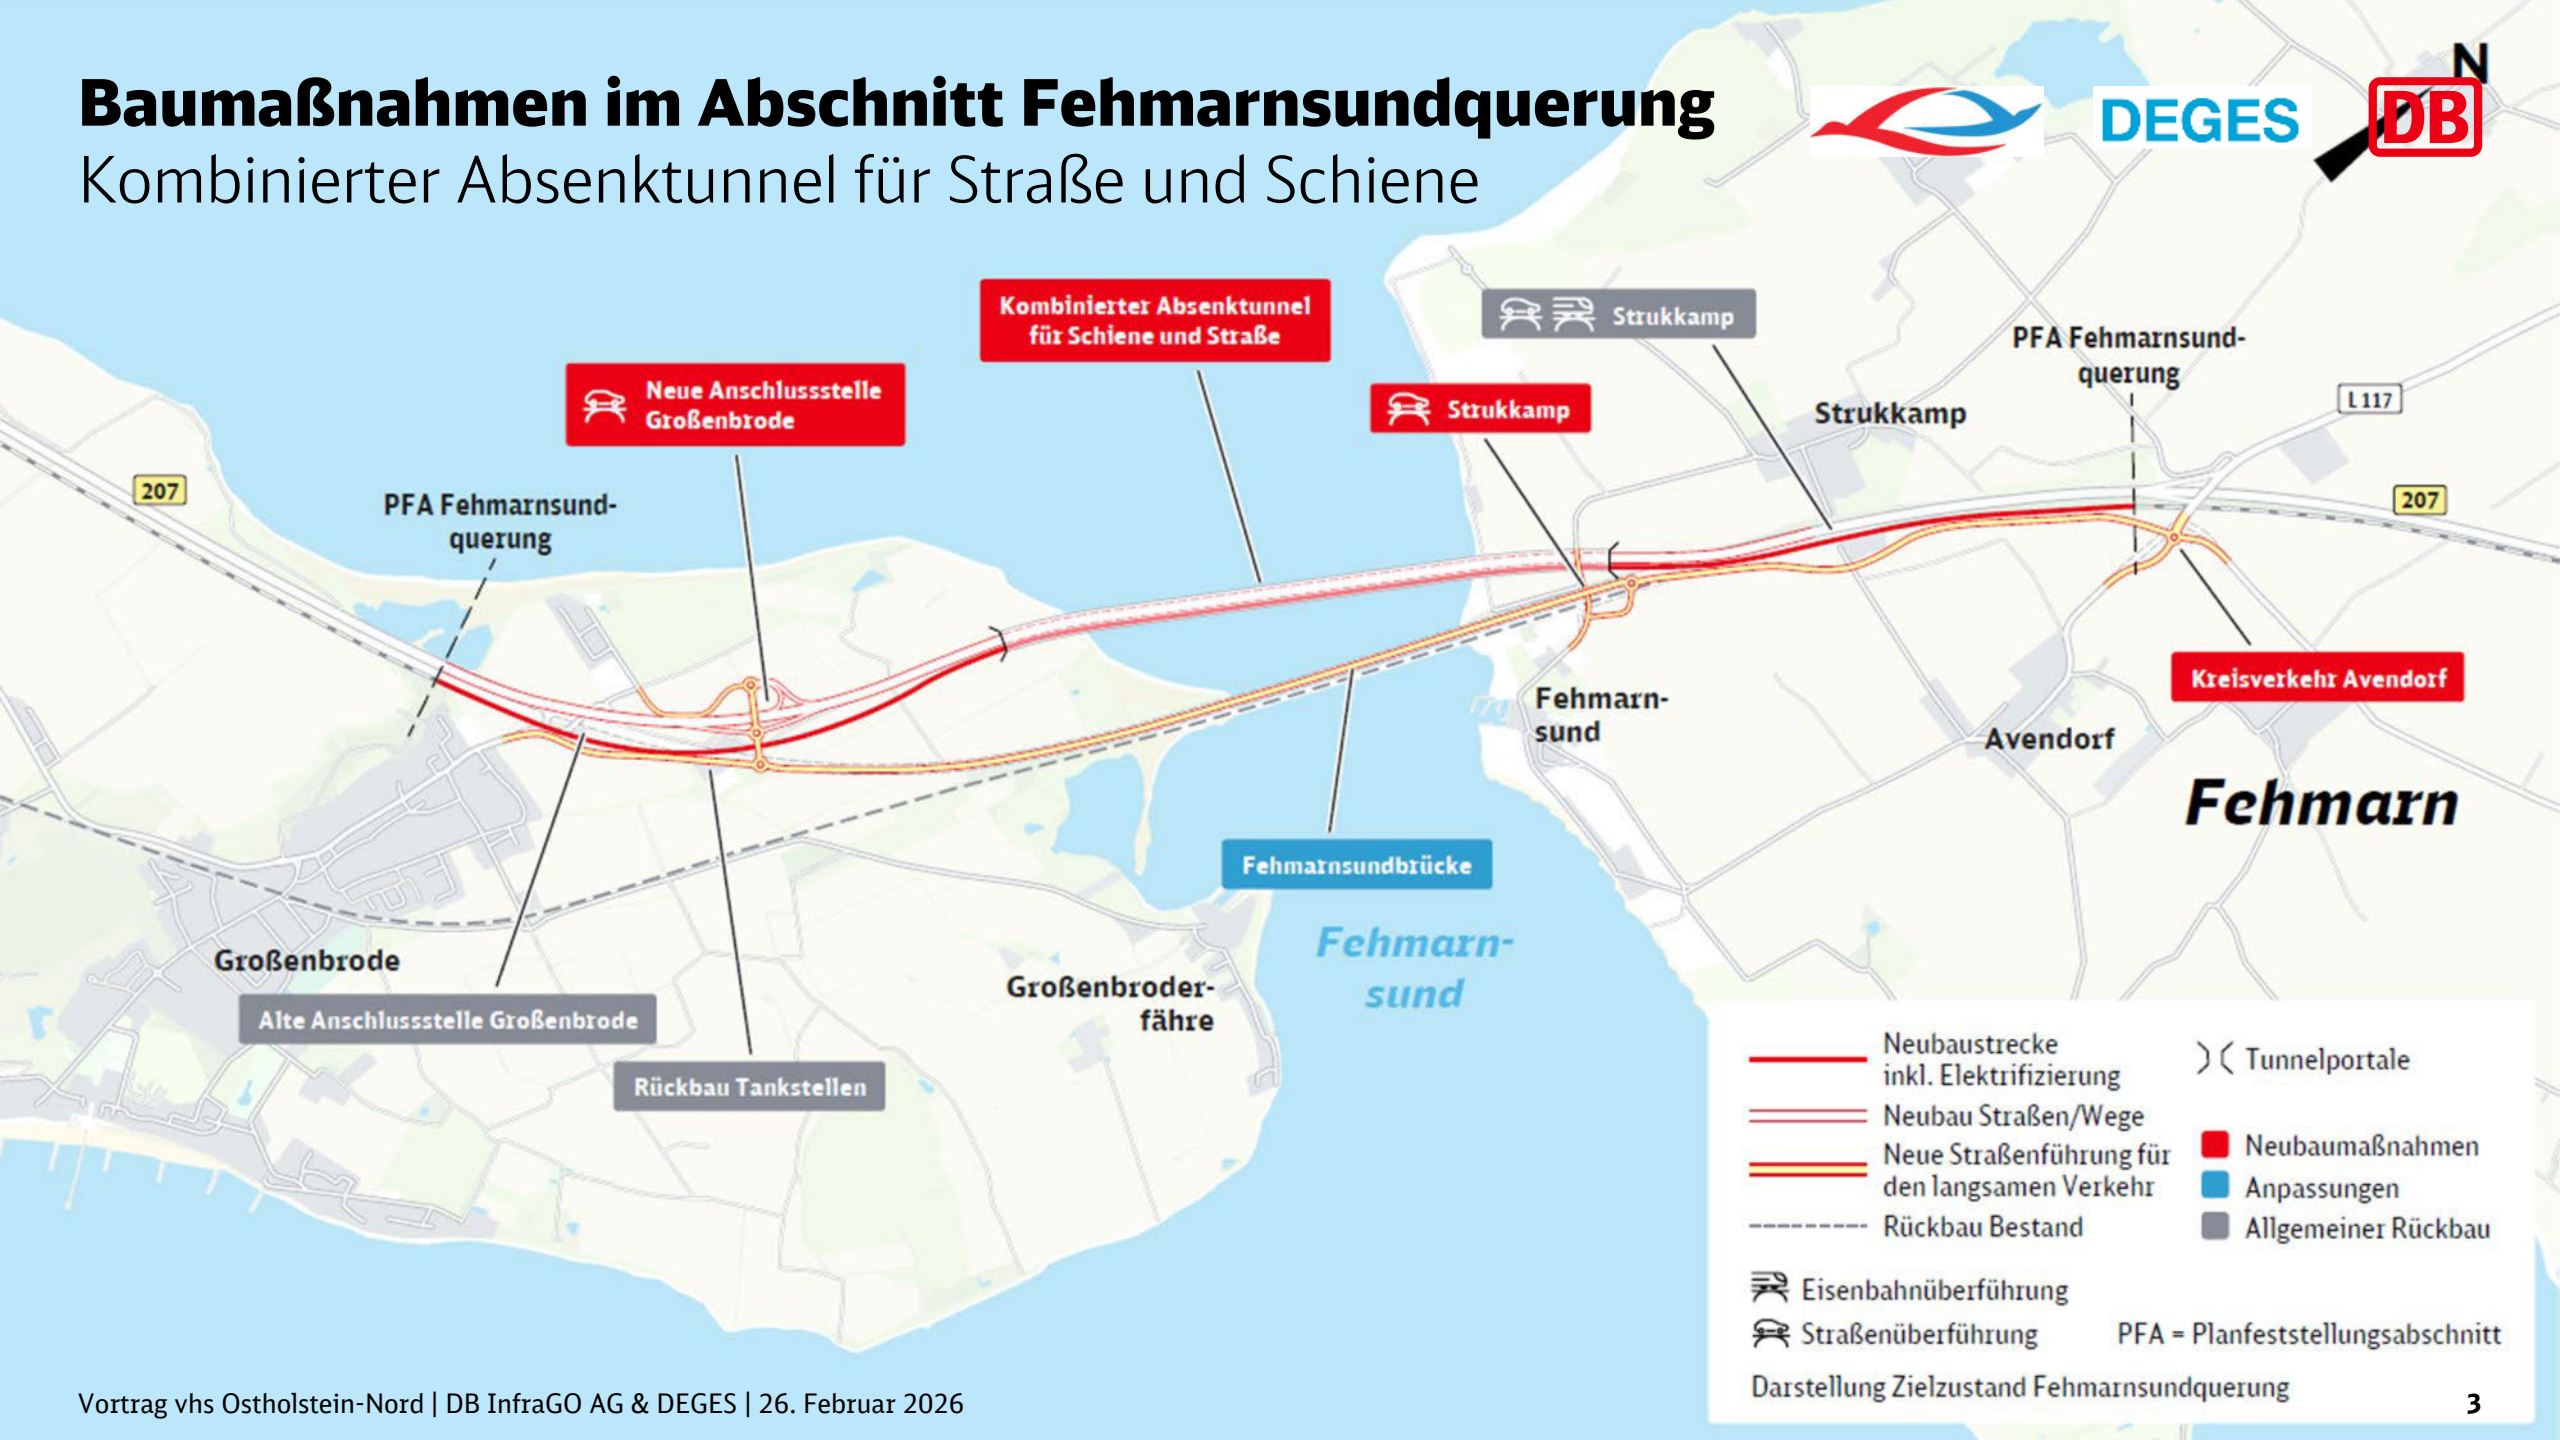 Baumaßnahmen im Abschnitt Fehmarnsundquerung
Kombinierter Absenktunnel für Straße und Schiene
DEGES
DB
N
Kombinierter Absenktunnel
für Schiene und Straße
Strukkamp
PFA Fehmarnsund-
querung
Neue Anschlussstelle
Großenbrode
Strukkamp
Strukkamp
L 117
207
PFA Fehmarnsund-
querung
207
Fehmarn-
sund
Kreisverkehr Avendorf
Avendorf
Fehmarn
Fehmarnsundbrücke
Fehmarn-
sund
Großenbrode
Großenbroder-
fähre
Alte Anschlussstelle Großenbrode
Rückbau Tankstellen
Neubaustrecke
inkl. Elektrifizierung
Neubau Straßen/Wege
Neue Straßenführung für
den langsamen Verkehr
Rückbau Bestand
Tunnelportale
Neubaumaßnahmen
Anpassungen
Allgemeiner Rückbau
Eisenbahnüberführung
Straßenüberführung
PFA = Planfeststellungsabschnitt
Darstellung Zielzustand Fehmarnsundquerung
Vortrag vhs Ostholstein-Nord | DB InfraGO AG & DEGES | 26. Februar 2026
3